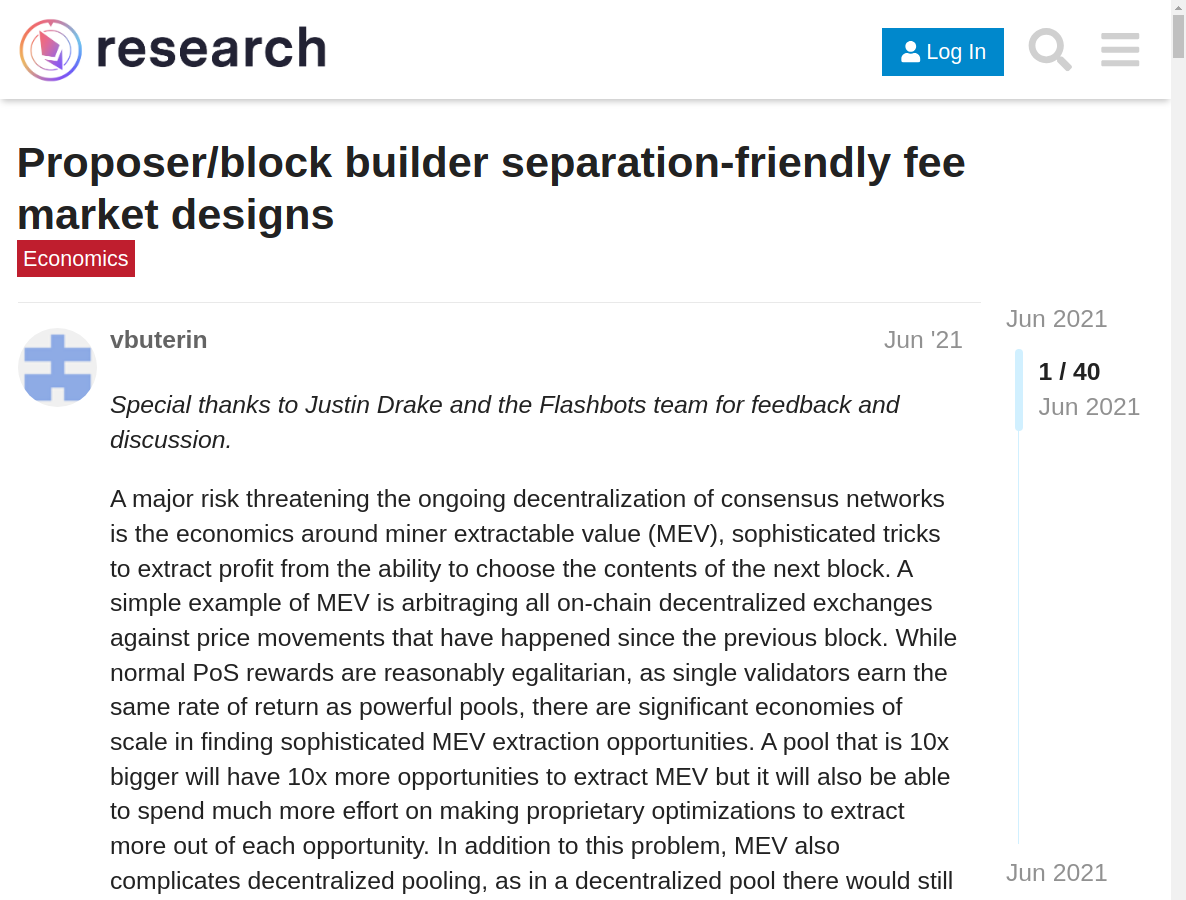 research
Log In
Proposer/block builder separation-friendly fee
market designs
Economics
vbuterin
Jun '21
Special thanks to Justin Drake and the Flashbots team for feedback and
discussion.
A major risk threatening the ongoing decentralization of consensus networks
is the economics around miner extractable value (MEV), sophisticated tricks
to extract profit from the ability to choose the contents of the next block. A
simple example of MEV is arbitraging all on-chain decentralized exchanges
against price movements that have happened since the previous block. While
normal PoS rewards are reasonably egalitarian, as single validators earn the
same rate of return as powerful pools, there are significant economies of
scale in finding sophisticated MEV extraction opportunities. A pool that is 10x
bigger will have 10x more opportunities to extract MEV but it will also be able
to spend much more effort on making proprietary optimizations to extract
more out of each opportunity. In addition to this problem, MEV also
complicates decentralized pooling, as in a decentralized pool there would still
Jun 2021
1 / 40
Jun 2021
Jun 2021